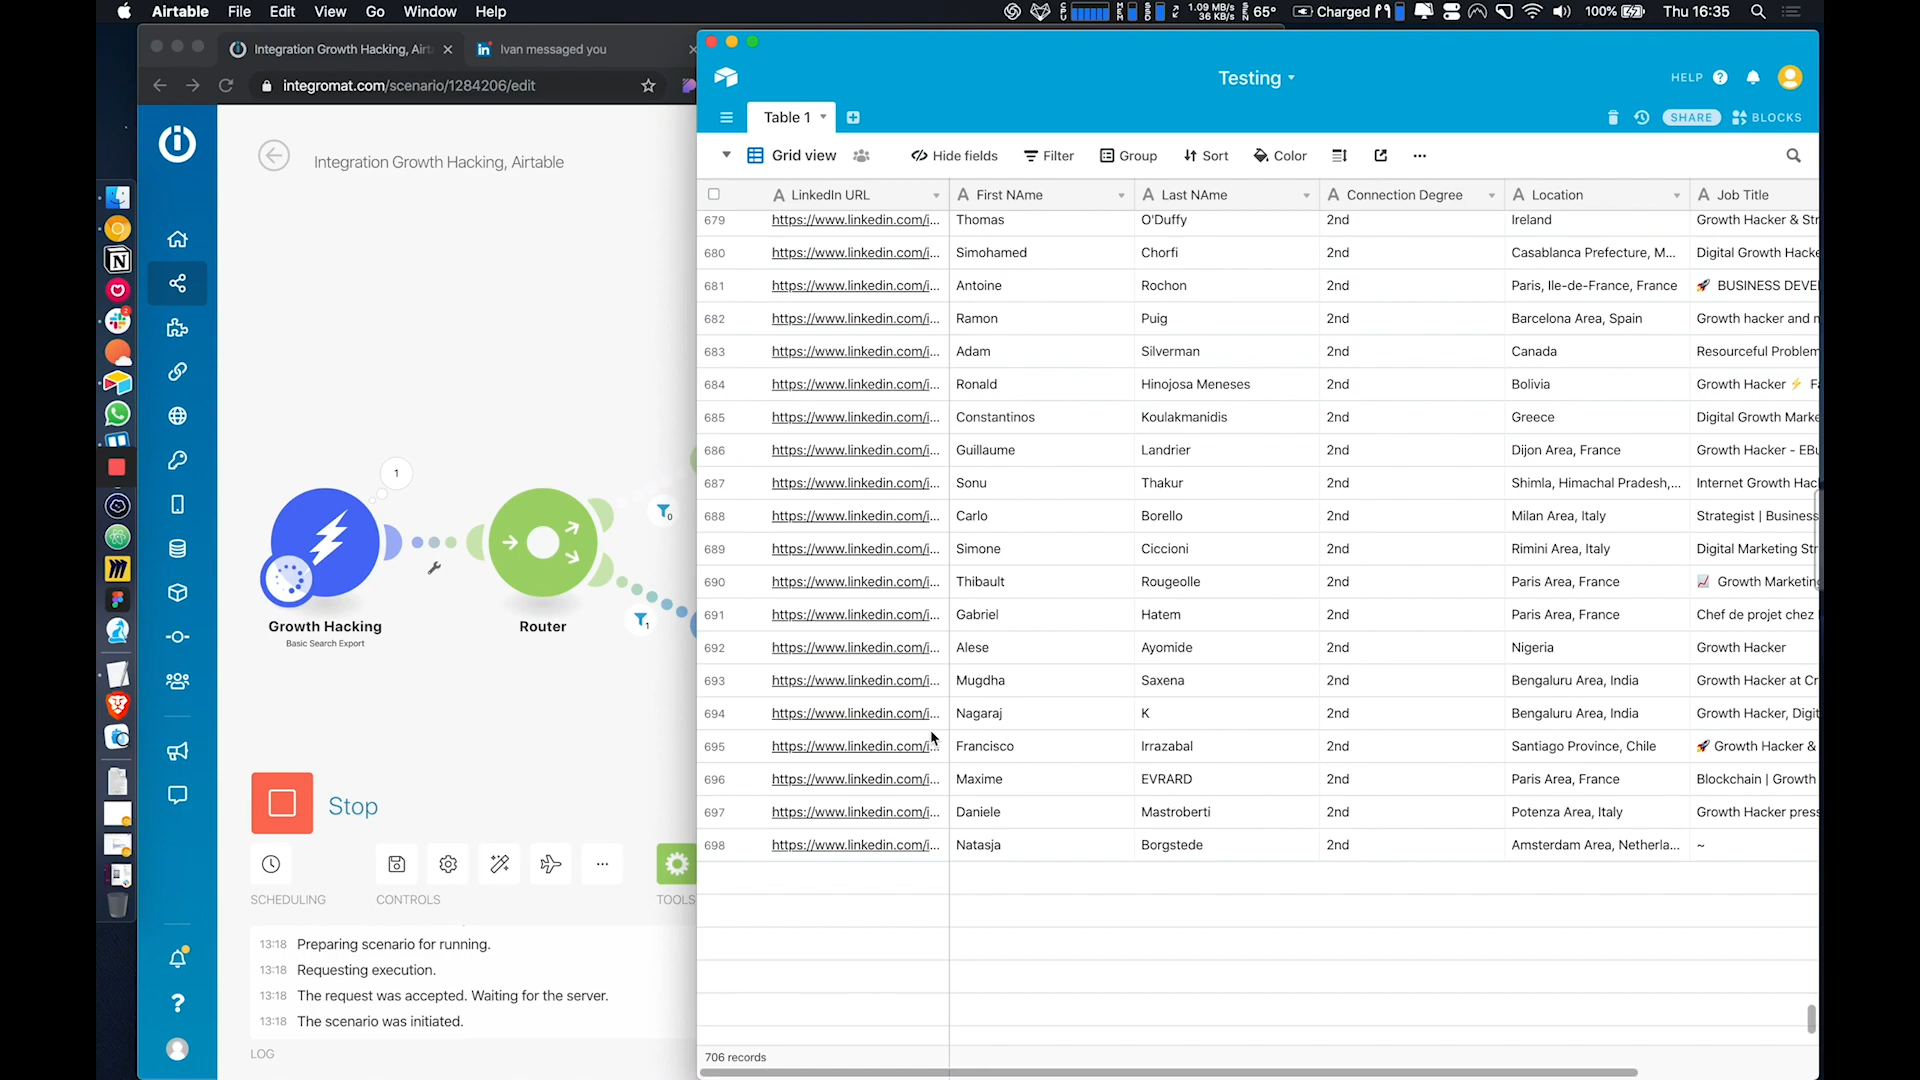 Airtable File Edit View Go Window Help
1.09 MB/s
36 KB/s
65° Charged 100% Thu 16:35
Integration Growth Hacking, Airt
Ivan messaged you
integromat.com/scenario/1284206/edit
Integration Growth Hacking, Airtable
1
0
1
Growth Hacking
Basic Search Export
Router
Stop
SCHEDULING CONTROLS TOOLS
13:18 Preparing scenario for running.
13:18 Requesting execution.
13:18 The request was accepted. Waiting for the server.
13:18 The scenario was initiated.
LOG
Testing
HELP
Table 1
SHARE BLOCKS
Grid view Hide fields Filter Group Sort Color
LinkedIn URL First NAme Last NAme Connection Degree Location Job Title
679 https://www.linkedin.com/i... Thomas O'Duffy 2nd Ireland Growth Hacker & Str
680 https://www.linkedin.com/i... Simohamed Chorfi 2nd Casablanca Prefecture, M... Digital Growth Hacke
681 https://www.linkedin.com/i... Antoine Rochon 2nd Paris, Ile-de-France, France 🚀 BUSINESS DEVE
682 https://www.linkedin.com/i... Ramon Puig 2nd Barcelona Area, Spain Growth hacker and m
683 https://www.linkedin.com/i... Adam Silverman 2nd Canada Resourceful Problem
684 https://www.linkedin.com/i... Ronald Hinojosa Meneses 2nd Bolivia Growth Hacker ⚡ Fa
685 https://www.linkedin.com/i... Constantinos Koulakmanidis 2nd Greece Digital Growth Marke
686 https://www.linkedin.com/i... Guillaume Landrier 2nd Dijon Area, France Growth Hacker - EBu
687 https://www.linkedin.com/i... Sonu Thakur 2nd Shimla, Himachal Pradesh,... Internet Growth Hac
688 https://www.linkedin.com/i... Carlo Borello 2nd Milan Area, Italy Strategist | Business
689 https://www.linkedin.com/i... Simone Ciccioni 2nd Rimini Area, Italy Digital Marketing Str
690 https://www.linkedin.com/i... Thibault Rougeolle 2nd Paris Area, France 📈 Growth Marketing
691 https://www.linkedin.com/i... Gabriel Hatem 2nd Paris Area, France Chef de projet chez
692 https://www.linkedin.com/i... Alese Ayomide 2nd Nigeria Growth Hacker
693 https://www.linkedin.com/i... Mugdha Saxena 2nd Bengaluru Area, India Growth Hacker at Cr
694 https://www.linkedin.com/i... Nagaraj K 2nd Bengaluru Area, India Growth Hacker, Digit
695 https://www.linkedin.com/i... Francisco Irrazabal 2nd Santiago Province, Chile 🚀 Growth Hacker &
696 https://www.linkedin.com/i... Maxime EVRARD 2nd Paris Area, France Blockchain | Growth
697 https://www.linkedin.com/i... Daniele Mastroberti 2nd Potenza Area, Italy Growth Hacker press
698 https://www.linkedin.com/i... Natasja Borgstede 2nd Amsterdam Area, Netherla... ~
706 records